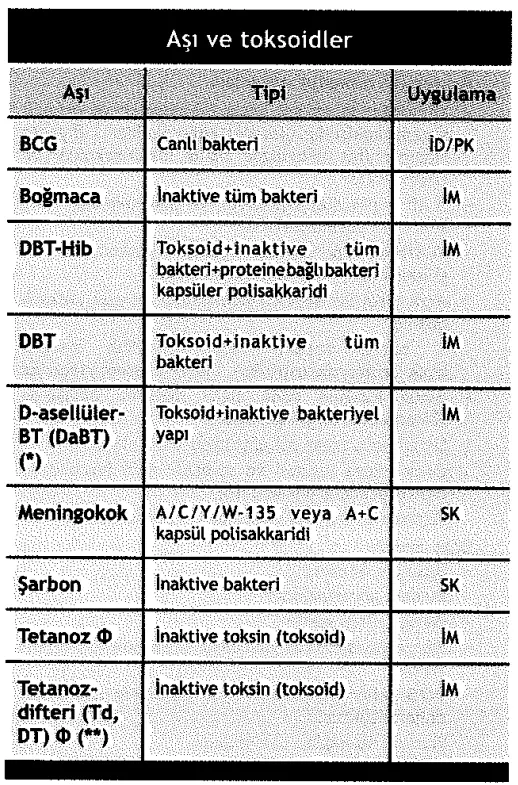 Aşı ve toksoidler
Aşı Tipi Uygulama
BCG Canlı bakteri İD/PK
Boğmaca İnaktive tüm bakteri İM
DBT-Hib Toksoid+inaktive tüm İM
bakteri+proteine bağlı bakteri
kapsüler polisakkaridi
DBT Toksoid+inaktive tüm İM
bakteri
D-asellüler- Toksoid+inaktive bakteriyel İM
BT (DaBT) yapı
(*)
Meningokok A/C/Y/W-135 veya A+C SK
kapsül polisakkaridi
Şarbon İnaktive bakteri SK
Tetanoz Φ İnaktive toksin (toksoid) İM
Tetanoz- İnaktive toksin (toksoid) İM
difteri (Td,
DT) Φ (**)